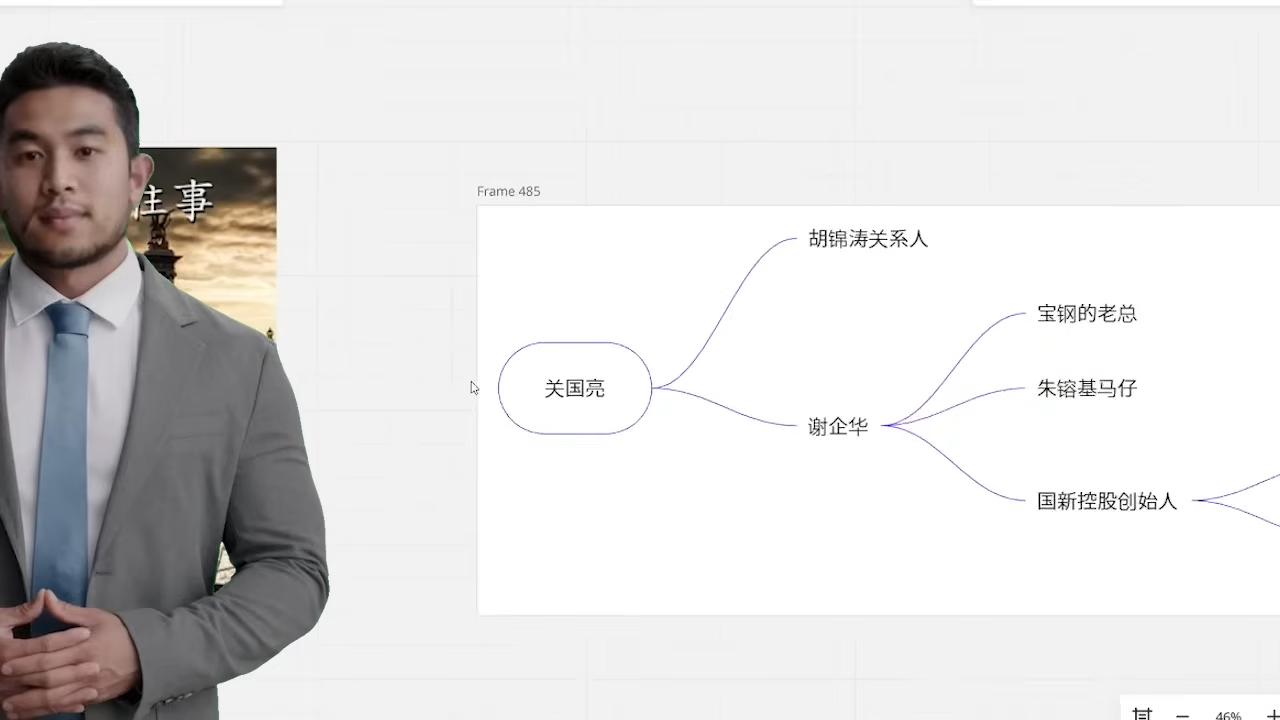 往事
Frame 485
胡锦涛关系人
宝钢的老总
关国亮
朱镕基马仔
谢企华
国新控股创始人
46%